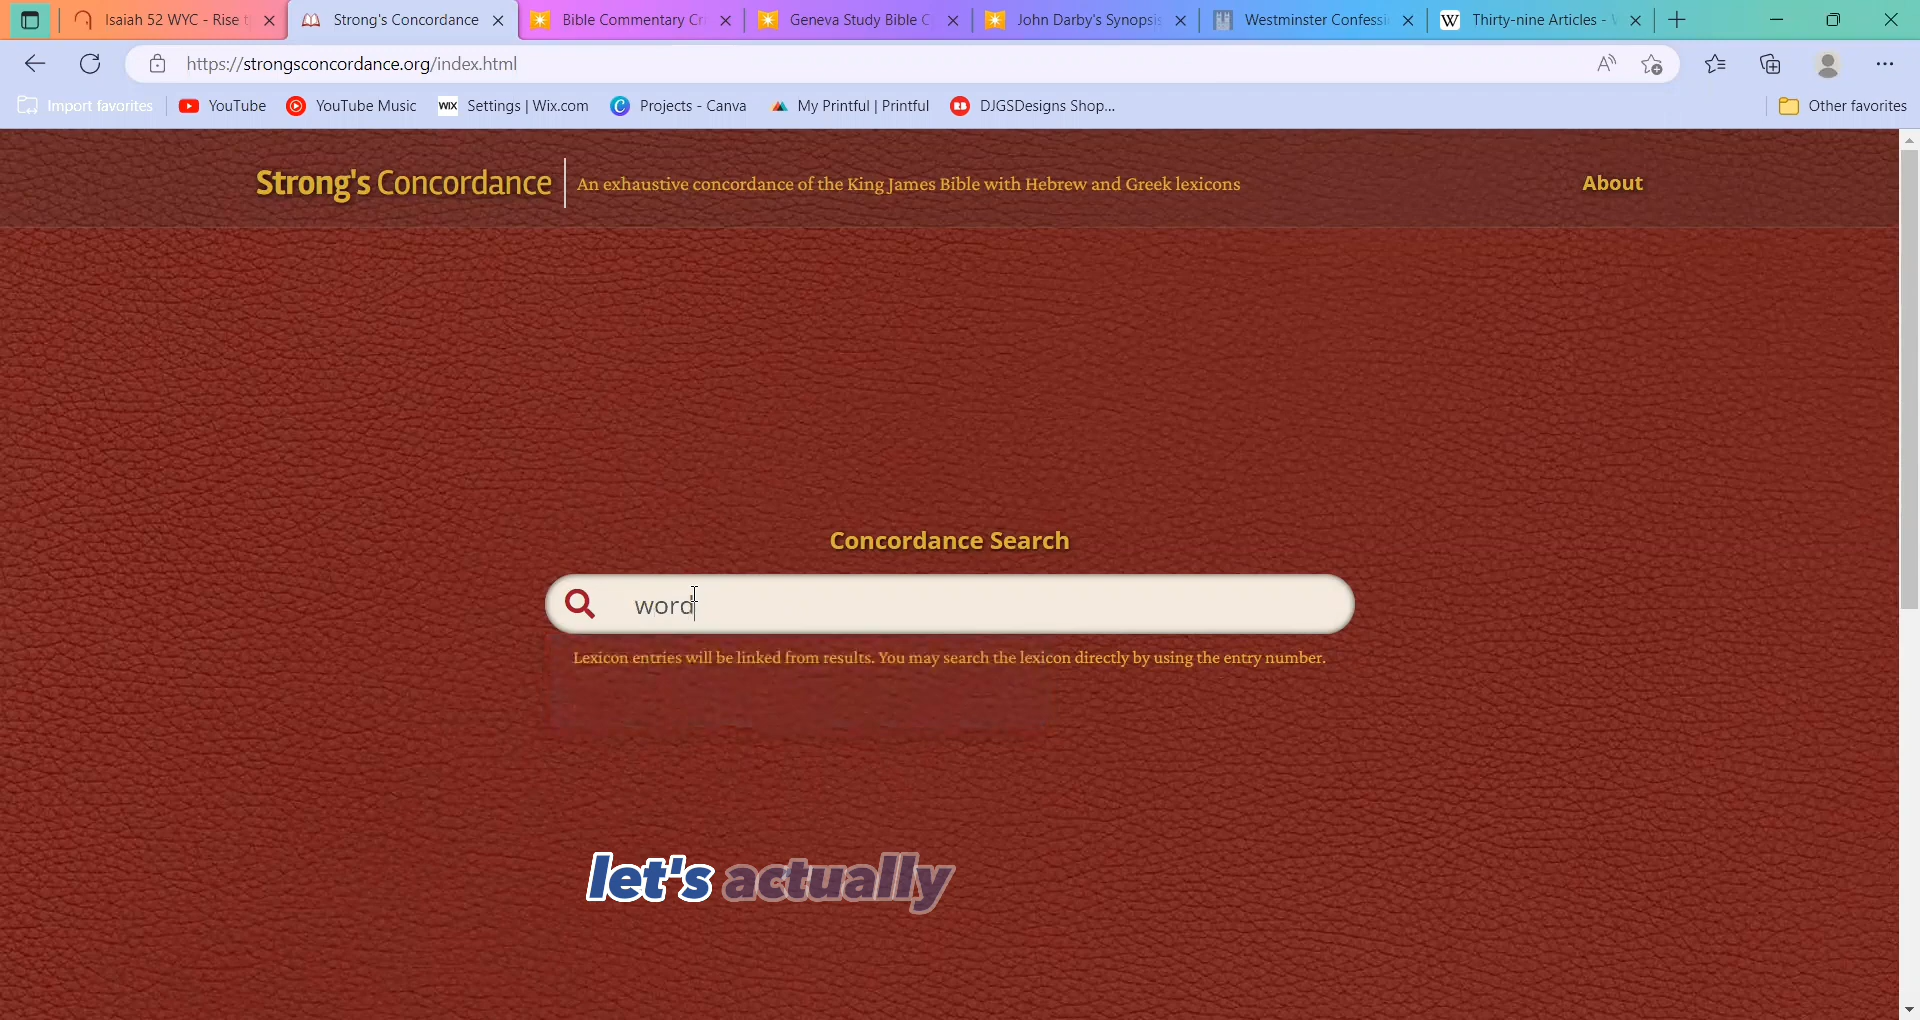 Isaiah 52 WYC - Rise t
Strong's Concordance
Bible Commentary Cr
Geneva Study Bible C
John Darby's Synopsis
Westminster Confessi
Thirty-nine Articles - W
https://strongsconcordance.org/index.html
Import favorites
YouTube
YouTube Music
WIX Settings | Wix.com
Projects - Canva
My Printful | Printful
DJGSDesigns Shop...
Other favorites
Strong's Concordance
An exhaustive concordance of the King James Bible with Hebrew and Greek lexicons
About
Concordance Search
word
Lexicon entries will be linked from results. You may search the lexicon directly by using the entry number.
let's actually